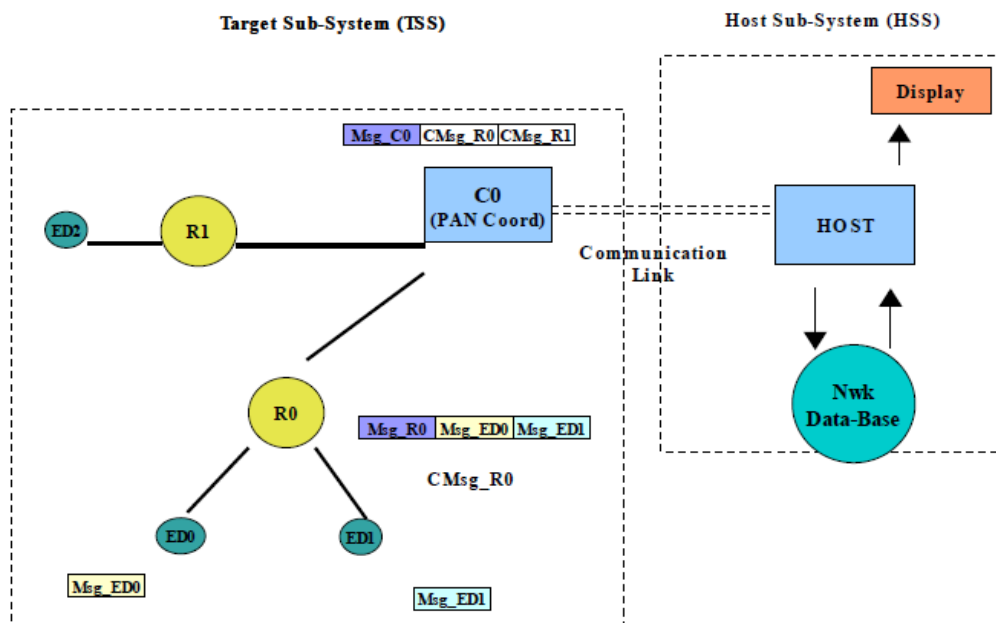 Target Sub-System (TSS)
Host Sub-System (HSS)
Display
Msg_C0 CMsg_R0 CMsg_R1
C0
(PAN Coord)
ED2
R1
HOST
Communication
Link
Nwk
Data-Base
R0
Msg_R0 Msg_ED0 Msg_ED1
CMsg_R0
ED0
ED1
Msg_ED0
Msg_ED1